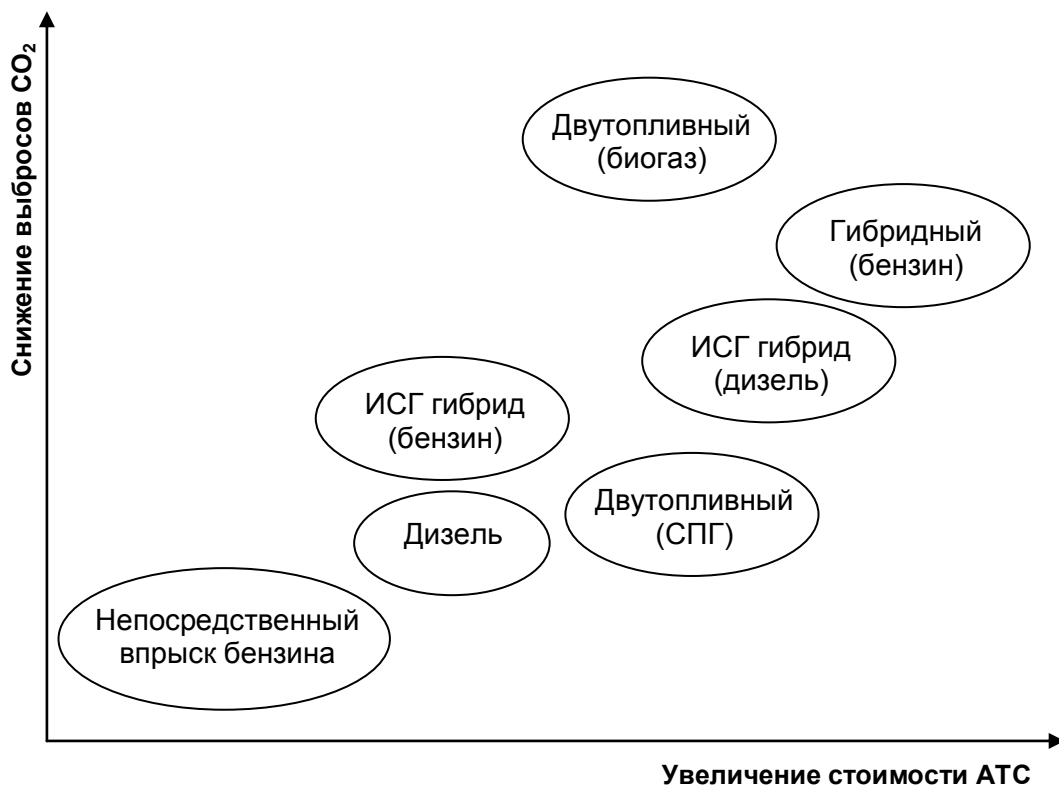 Снижение выбросов CO₂
Двутопливный
(биогаз)
Гибридный
(бензин)
ИСГ гибрид
(дизель)
ИСГ гибрид
(бензин)
Двутопливный
(СПГ)
Дизель
Непосредственный
впрыск бензина
Увеличение стоимости АТС